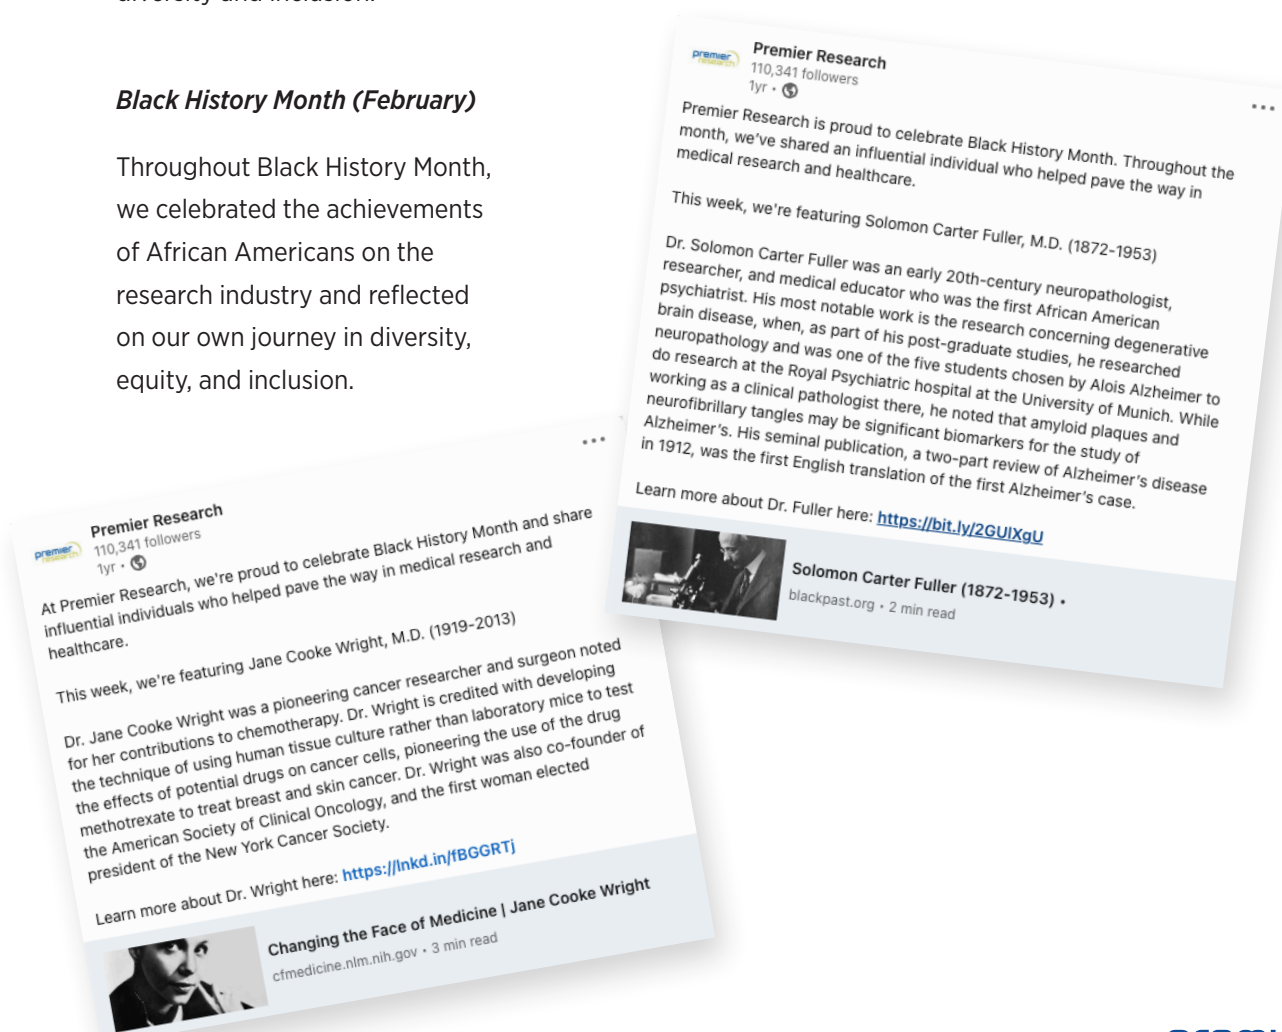 diversity and inclusion.
Black History Month (February)
Throughout Black History Month,
we celebrated the achievements
of African Americans on the
research industry and reflected
on our own journey in diversity,
equity, and inclusion.
premier
research
Premier Research
110,341 followers
1yr •
Premier Research is proud to celebrate Black History Month. Throughout the
month, we've shared an influential individual who helped pave the way in
medical research and healthcare.
This week, we're featuring Solomon Carter Fuller, M.D. (1872-1953)
Dr. Solomon Carter Fuller was an early 20th-century neuropathologist,
researcher, and medical educator who was the first African American
psychiatrist. His most notable work is the research concerning degenerative
brain disease, when, as part of his post-graduate studies, he researched
neuropathology and was one of the five students chosen by Alois Alzheimer to
do research at the Royal Psychiatric hospital at the University of Munich. While
working as a clinical pathologist there, he noted that amyloid plaques and
neurofibrillary tangles may be significant biomarkers for the study of
Alzheimer's. His seminal publication, a two-part review of Alzheimer's disease
in 1912, was the first English translation of the first Alzheimer's case.
Learn more about Dr. Fuller here: https://bit.ly/2GUlXgU
Solomon Carter Fuller (1872-1953) •
blackpast.org • 2 min read
premier
research
Premier Research
110,341 followers
1yr •
At Premier Research, we're proud to celebrate Black History Month and share
influential individuals who helped pave the way in medical research and
healthcare.
This week, we're featuring Jane Cooke Wright, M.D. (1919-2013)
Dr. Jane Cooke Wright was a pioneering cancer researcher and surgeon noted
for her contributions to chemotherapy. Dr. Wright is credited with developing
the technique of using human tissue culture rather than laboratory mice to test
the effects of potential drugs on cancer cells, pioneering the use of the drug
methotrexate to treat breast and skin cancer. Dr. Wright was also co-founder of
the American Society of Clinical Oncology, and the first woman elected
president of the New York Cancer Society.
Learn more about Dr. Wright here: https://lnkd.in/fBGGRTj
Changing the Face of Medicine | Jane Cooke Wright
cfmedicine.nlm.nih.gov • 3 min read